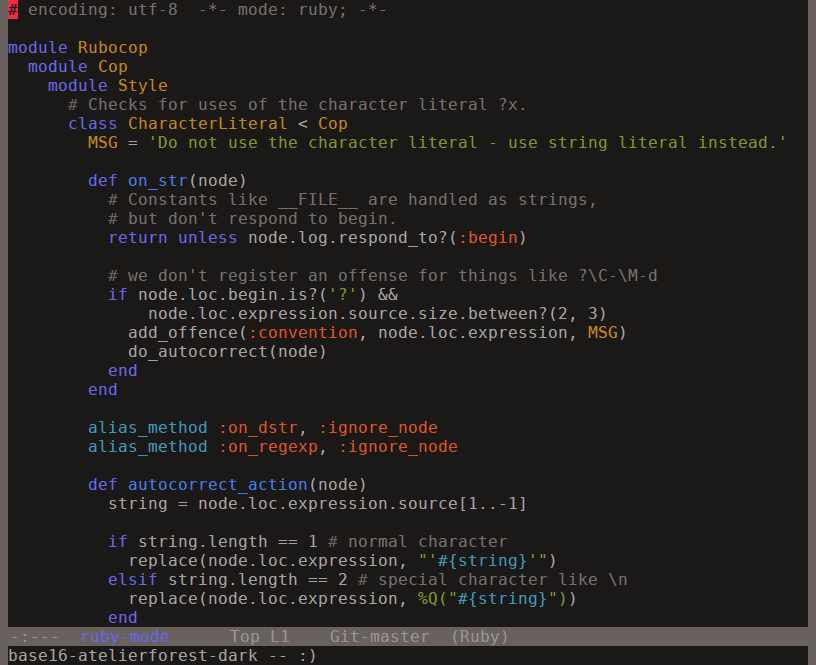 # encoding: utf-8  -*- mode: ruby; -*-
module Rubocop
  module Cop
    module Style
      # Checks for uses of the character literal ?x.
      class CharacterLiteral < Cop
        MSG = 'Do not use the character literal - use string literal instead.'
        def on_str(node)
          # Constants like __FILE__ are handled as strings,
          # but don't respond to begin.
          return unless node.log.respond_to?(:begin)
          # we don't register an offense for things like ?\C-\M-d
          if node.loc.begin.is?('?') &&
              node.loc.expression.source.size.between?(2, 3)
            add_offence(:convention, node.loc.expression, MSG)
            do_autocorrect(node)
          end
        end
        alias_method :on_dstr, :ignore_node
        alias_method :on_regexp, :ignore_node
        def autocorrect_action(node)
          string = node.loc.expression.source[1..-1]
          if string.length == 1 # normal character
            replace(node.loc.expression, "'#{string}'")
          elsif string.length == 2 # special character like \n
            replace(node.loc.expression, %Q("#{string}"))
          end
-:---  ruby-mode      Top L1    Git-master  (Ruby)
base16-atelierforest-dark -- :)